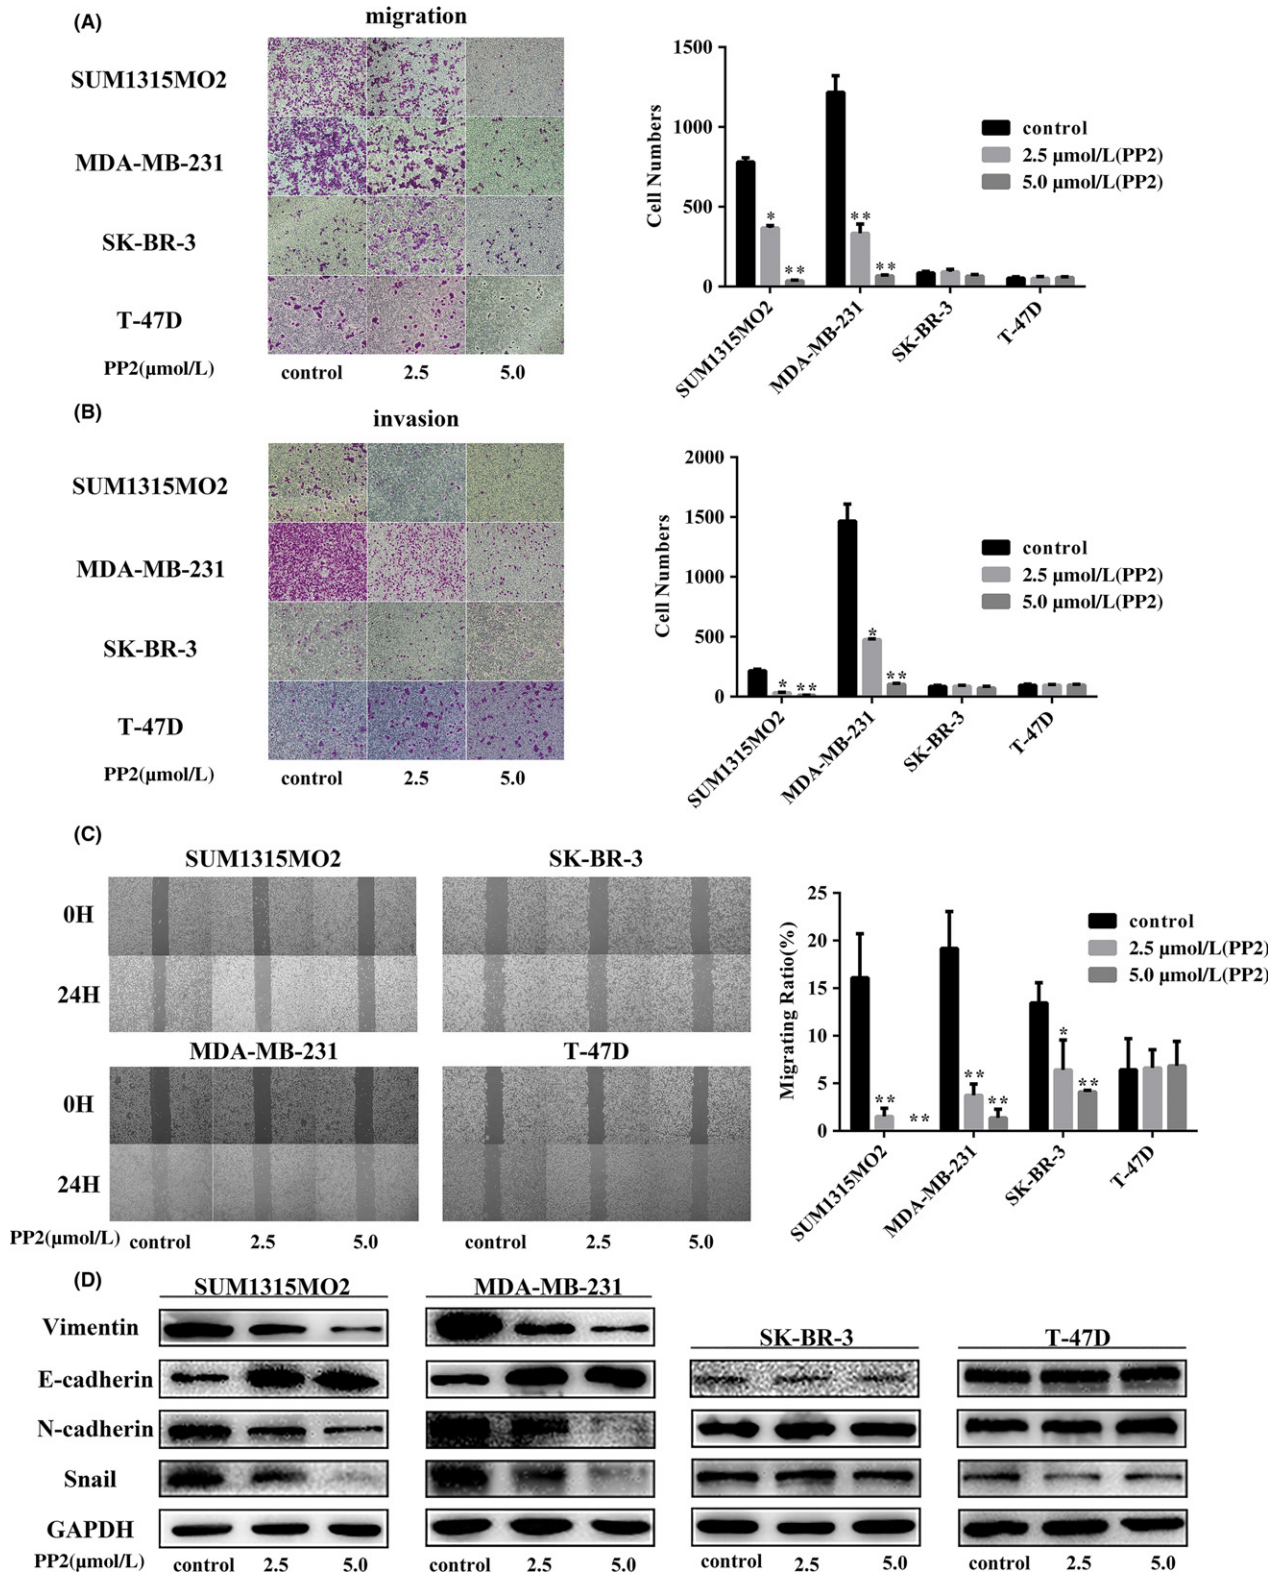 (A)
migration
SUM1315MO2
MDA-MB-231
SK-BR-3
T-47D
PP2(µmol/L)
control 2.5 5.0
1500
1000
500
0
Cell Numbers
control
2.5 µmol/L(PP2)
5.0 µmol/L(PP2)
* ** ** **
SUM1315MO2 MDA-MB-231 SK-BR-3 T-47D
(B)
invasion
SUM1315MO2
MDA-MB-231
SK-BR-3
T-47D
PP2(µmol/L)
control 2.5 5.0
2000
1500
1000
500
0
Cell Numbers
control
2.5 µmol/L(PP2)
5.0 µmol/L(PP2)
* ** * **
SUM1315MO2 MDA-MB-231 SK-BR-3 T-47D
(C)
SUM1315MO2 SK-BR-3
0H
24H
MDA-MB-231 T-47D
0H
24H
PP2(µmol/L) control 2.5 5.0 control 2.5 5.0
25
20
15
10
5
0
Migrating Ratio(%)
control
2.5 µmol/L(PP2)
5.0 µmol/L(PP2)
** ** ** ** * **
SUM1315MO2 MDA-MB-231 SK-BR-3 T-47D
(D)
SUM1315MO2 MDA-MB-231 SK-BR-3 T-47D
Vimentin
E-cadherin
N-cadherin
Snail
GAPDH
PP2(µmol/L) control 2.5 5.0 control 2.5 5.0 control 2.5 5.0 control 2.5 5.0